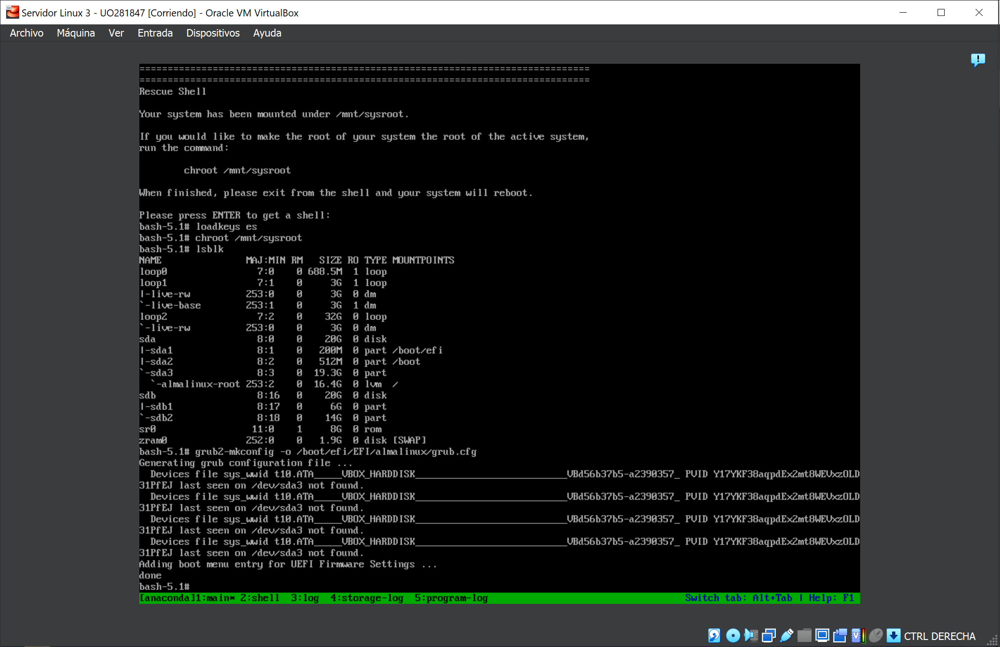 Servidor Linux 3 - UO281847 [Corriendo] - Oracle VM VirtualBox
Archivo Máquina Ver Entrada Dispositivos Ayuda
================================================================================
================================================================================
Rescue Shell
Your system has been mounted under /mnt/sysroot.
If you would like to make the root of your system the root of the active system,
run the command:
        chroot /mnt/sysroot
When finished, please exit from the shell and your system will reboot.
Please press ENTER to get a shell:
bash-5.1# loadkeys es
bash-5.1# chroot /mnt/sysroot
bash-5.1# lsblk
NAME               MAJ:MIN RM   SIZE RO TYPE MOUNTPOINTS
loop0                7:0    0 688.5M  1 loop
loop1                7:1    0     3G  1 loop
|-live-rw          253:0    0     3G  0 dm
`-live-base        253:1    0     3G  1 dm
loop2                7:2    0    32G  0 loop
`-live-rw          253:0    0     3G  0 dm
sda                  8:0    0    20G  0 disk
|-sda1               8:1    0   200M  0 part /boot/efi
|-sda2               8:2    0   512M  0 part /boot
`-sda3               8:3    0  19.3G  0 part
  `-almalinux-root 253:2    0  16.4G  0 lvm  /
sdb                  8:16   0    20G  0 disk
|-sdb1               8:17   0     6G  0 part
`-sdb2               8:18   0    14G  0 part
sr0                 11:0    1     8G  0 rom
zram0              252:0    0   1.9G  0 disk [SWAP]
bash-5.1# grub2-mkconfig -o /boot/efi/EFI/almalinux/grub.cfg
Generating grub configuration file ...
  Devices file sys_wwid t10.ATA_____VBOX_HARDDISK___________________________VBd56b37b5-a2390357_ PVID Y17YKF38aqpdEx2mt8WEVxzOLD
31PfEJ last seen on /dev/sda3 not found.
  Devices file sys_wwid t10.ATA_____VBOX_HARDDISK___________________________VBd56b37b5-a2390357_ PVID Y17YKF38aqpdEx2mt8WEVxzOLD
31PfEJ last seen on /dev/sda3 not found.
  Devices file sys_wwid t10.ATA_____VBOX_HARDDISK___________________________VBd56b37b5-a2390357_ PVID Y17YKF38aqpdEx2mt8WEVxzOLD
31PfEJ last seen on /dev/sda3 not found.
  Devices file sys_wwid t10.ATA_____VBOX_HARDDISK___________________________VBd56b37b5-a2390357_ PVID Y17YKF38aqpdEx2mt8WEVxzOLD
31PfEJ last seen on /dev/sda3 not found.
Adding boot menu entry for UEFI Firmware Settings ...
done
bash-5.1#
[anaconda]1:main* 2:shell  3:log  4:storage-log  5:program-log Switch tab: Alt+Tab | Help: F1
CTRL DERECHA